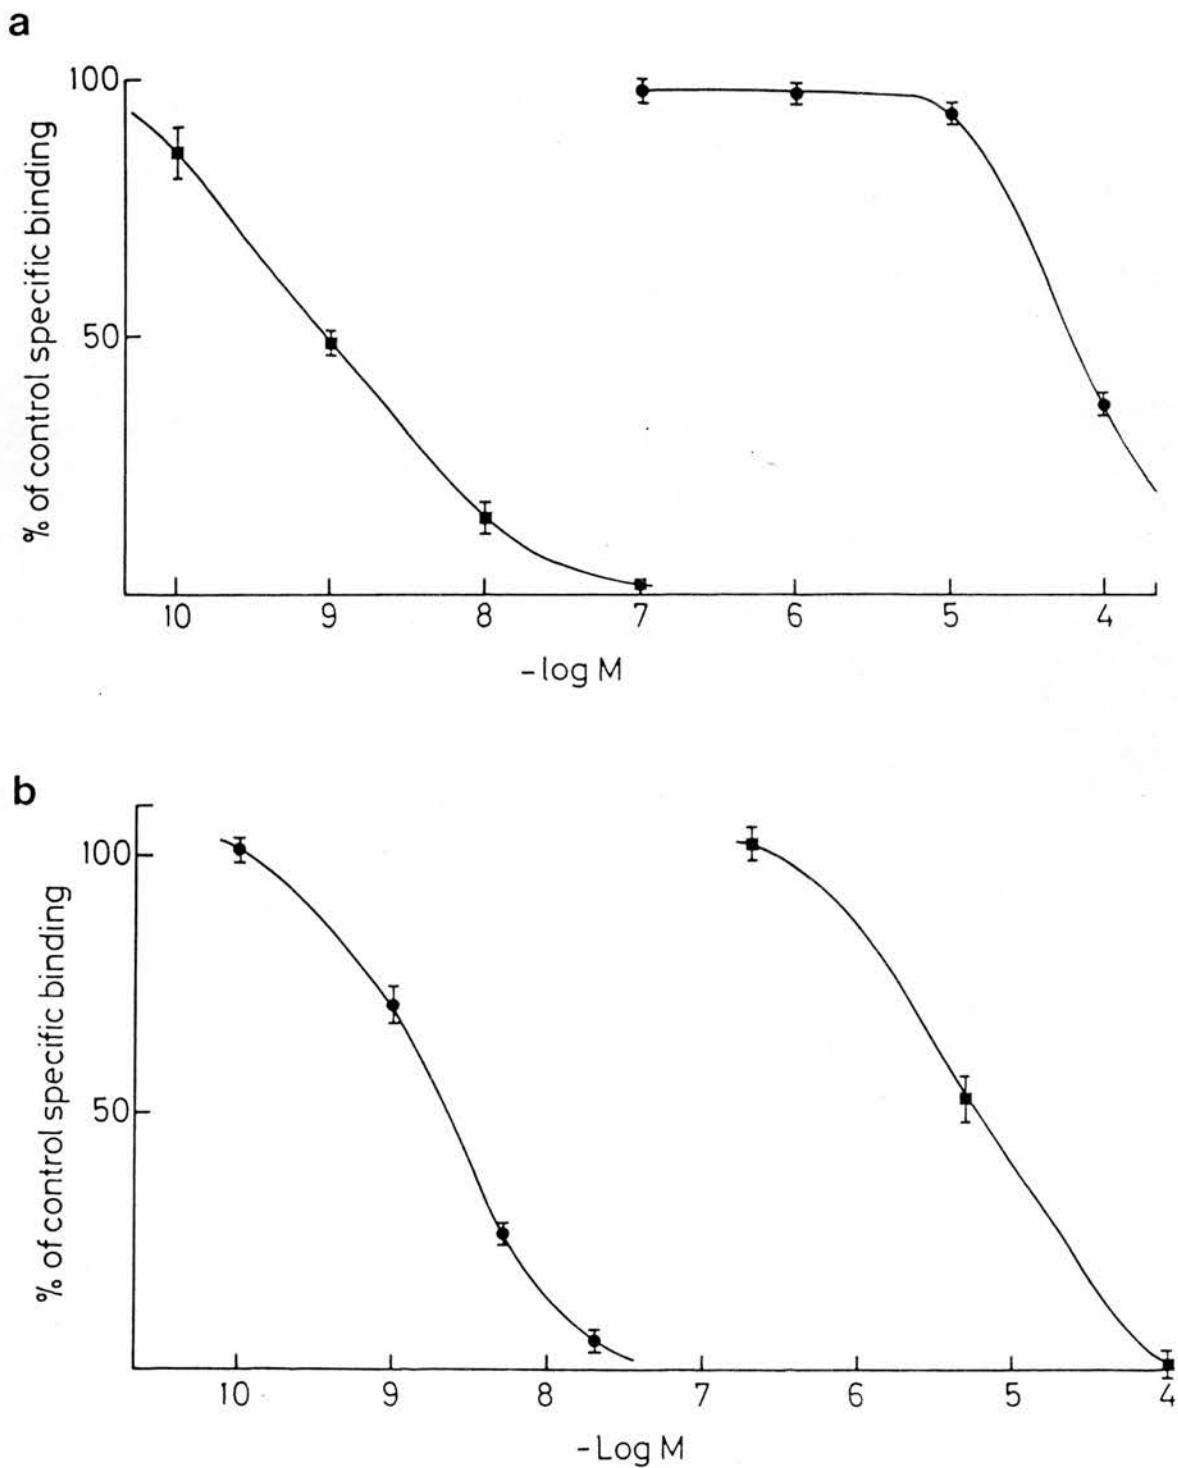 a
100
50
% of control specific binding
10 9 8 7 6 5 4
-log M
b
100
50
% of control specific binding
10 9 8 7 6 5 4
-Log M